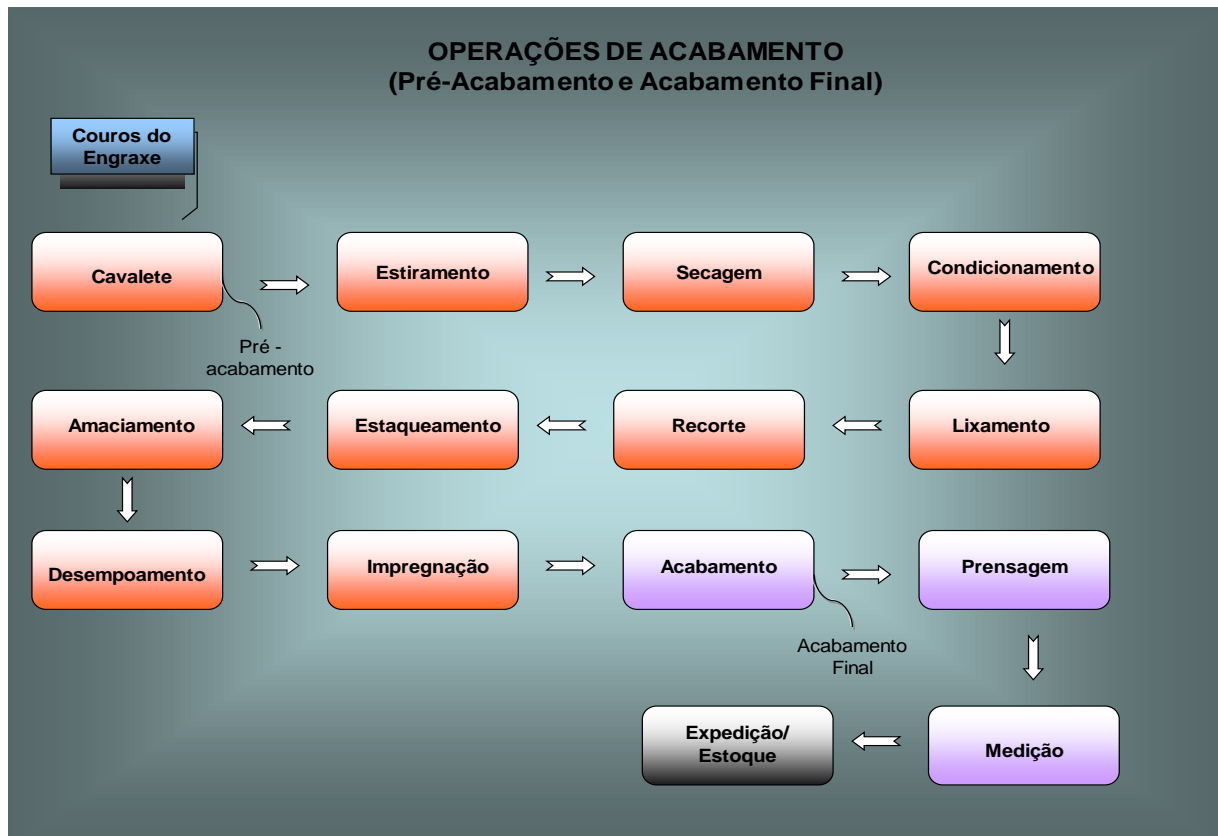 OPERAÇÕES DE ACABAMENTO
(Pré-Acabamento e Acabamento Final)
Couros do
Engraxe
Cavalete
Estiramento
Secagem
Condicionamento
Pré -
acabamento
Amaciamento
Estaqueamento
Recorte
Lixamento
Desempoamento
Impregnação
Acabamento
Prensagem
Acabamento
Final
Expedição/
Estoque
Medição